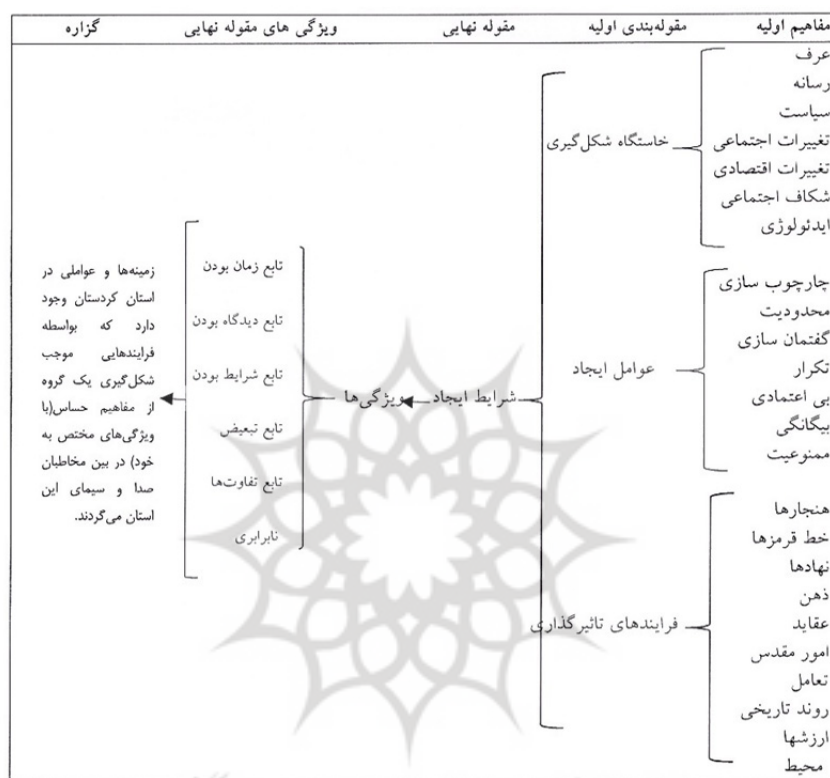 مفاهیم اولیه
مقوله‌بندی اولیه
مقوله نهایی
ویژگی های مقوله نهایی
گزاره
عرف
رسانه
سیاست
تغییرات اجتماعی
تغییرات اقتصادی
شکاف اجتماعی
ایدئولوژی
خاستگاه شکل‌گیری
چارچوب سازی
محدودیت
گفتمان سازی
تکرار
بی اعتمادی
بیگانگی
ممنوعیت
عوامل ایجاد
هنجارها
خط قرمزها
نهادها
ذهن
عقاید
امور مقدس
تعامل
روند تاریخی
ارزشها
محیط
فرایندهای تاثیرگذاری
شرایط ایجاد
ویژگی‌ها
تابع زمان بودن
تابع دیدگاه بودن
تابع شرایط بودن
تابع تبعیض
تابع تفاوت‌ها
نابرابری
زمینه‌ها و عواملی در
استان کردستان وجود
دارد که بواسطه
فرایندهایی موجب
شکل‌گیری یک گروه
از مفاهیم حساس(با
ویژگی‌های مختص به
خود) در بین مخاطبان
صدا و سیمای این
استان می‌گردند.